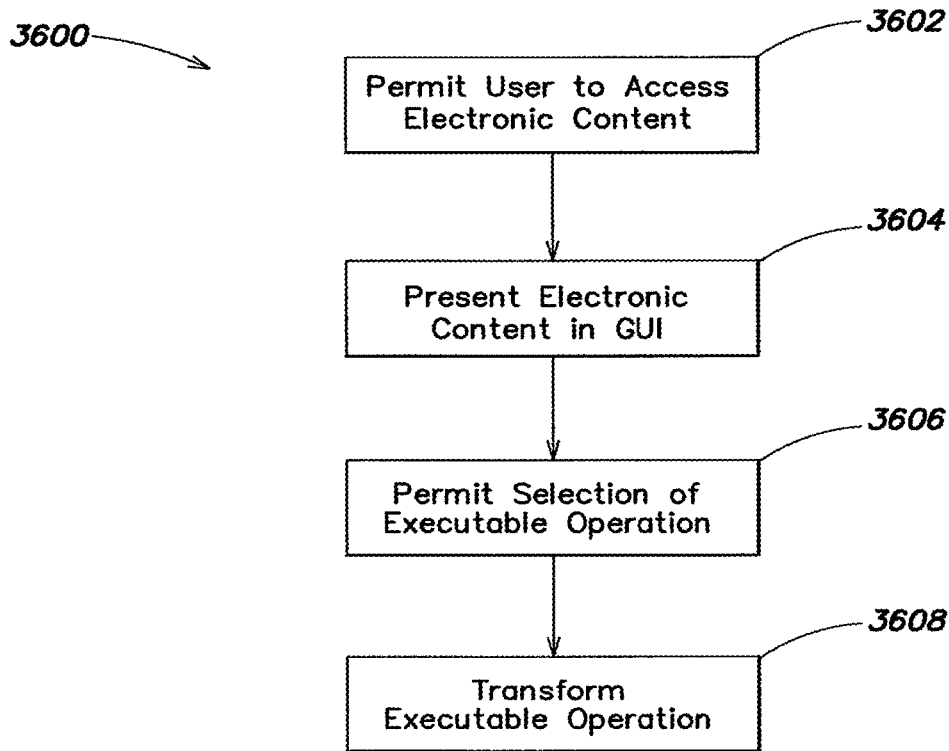 3600
3602
Permit User to Access
Electronic Content
3604
Present Electronic
Content in GUI
3606
Permit Selection of
Executable Operation
3608
Transform
Executable Operation